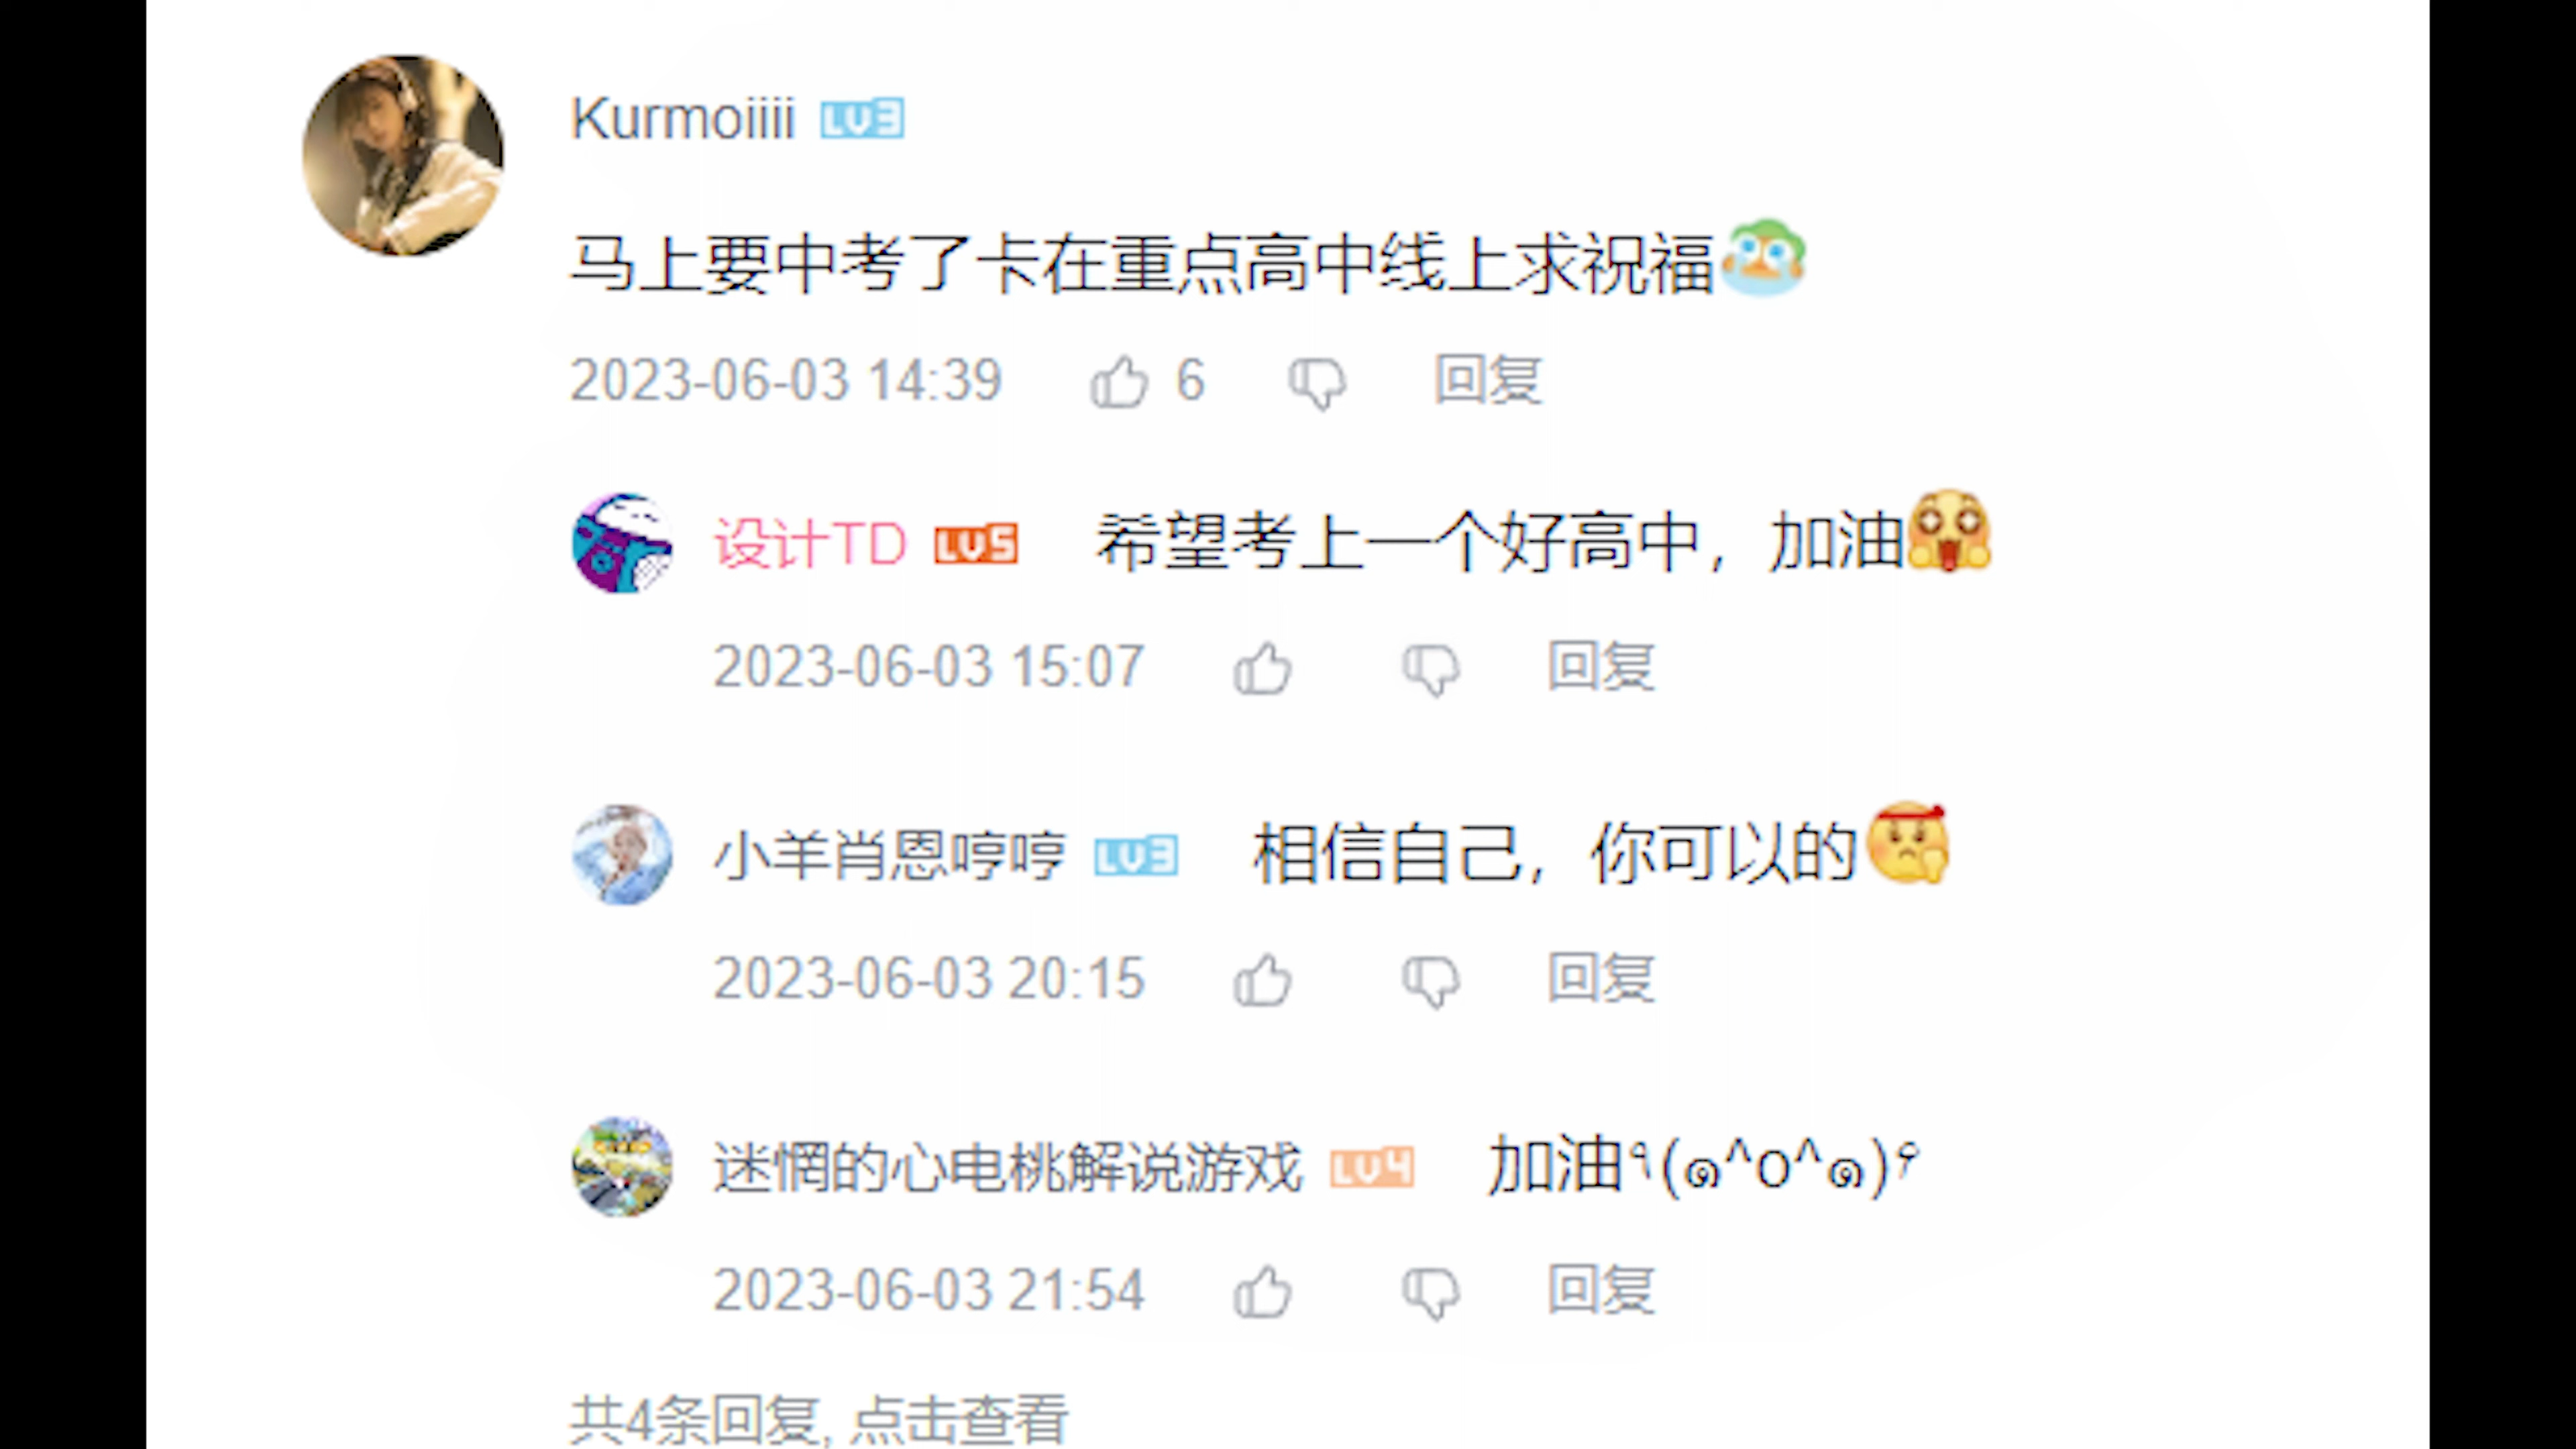 Kurmoiiii LV3
马上要中考了卡在重点高中线上求祝福
2023-06-03 14:39 6 回复
设计TD LV5 希望考上一个好高中，加油
2023-06-03 15:07 回复
小羊肖恩哼哼 LV3 相信自己，你可以的
2023-06-03 20:15 回复
迷惘的心电桃解说游戏 LV4 加油٩(๑^o^๑)۶
2023-06-03 21:54 回复
共4条回复, 点击查看